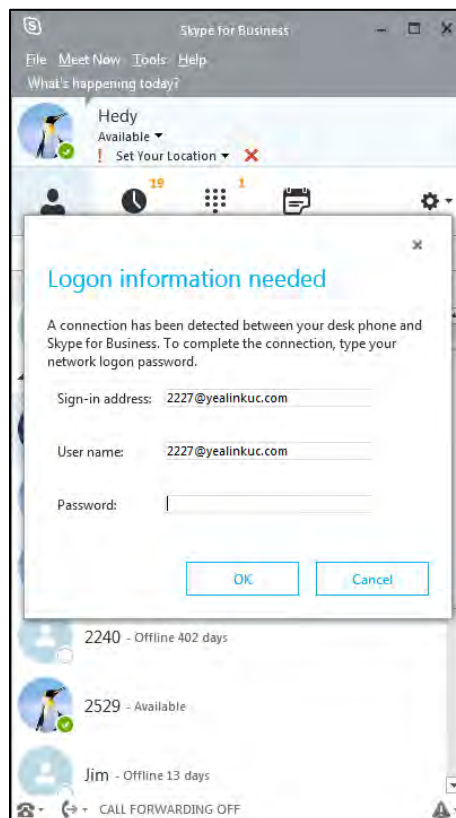 Skype for Business
File Meet Now Tools Help
What's happening today?
Hedy
Available
! Set Your Location
19 1
Logon information needed
A connection has been detected between your desk phone and
Skype for Business. To complete the connection, type your
network logon password.
Sign-in address: 2227@yealinkuc.com
User name: 2227@yealinkuc.com
Password:
OK Cancel
2240 - Offline 402 days
2529 - Available
Jim - Offline 13 days
CALL FORWARDING OFF